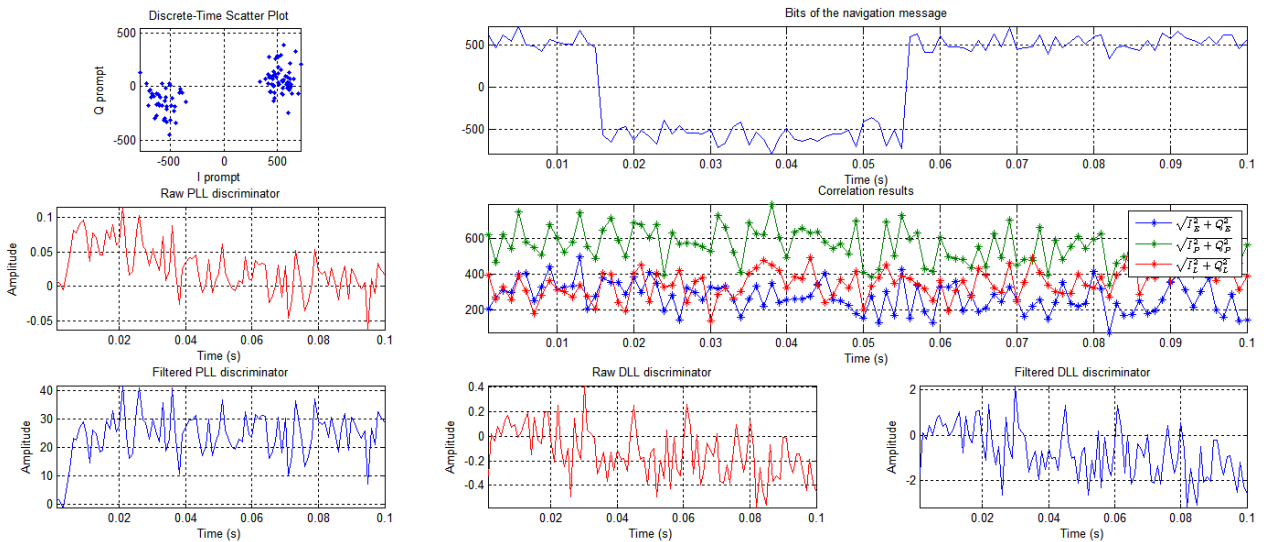 Discrete-Time Scatter Plot
500
0
-500
Q prompt
-500 0 500
I prompt
Bits of the navigation message
500
0
-500
0.01 0.02 0.03 0.04 0.05 0.06 0.07 0.08 0.09 0.1
Time (s)
Raw PLL discriminator
0.1
0.05
0
-0.05
Amplitude
0.02 0.04 0.06 0.08 0.1
Time (s)
Correlation results
600
400
200
√I²_E + Q²_E
√I²_P + Q²_P
√I²_L + Q²_L
0.01 0.02 0.03 0.04 0.05 0.06 0.07 0.08 0.09 0.1
Time (s)
Filtered PLL discriminator
40
30
20
10
0
Amplitude
0.02 0.04 0.06 0.08 0.1
Time (s)
Raw DLL discriminator
0.4
0.2
0
-0.2
-0.4
Amplitude
0.02 0.04 0.06 0.08 0.1
Time (s)
Filtered DLL discriminator
2
0
-2
Amplitude
0.02 0.04 0.06 0.08 0.1
Time (s)